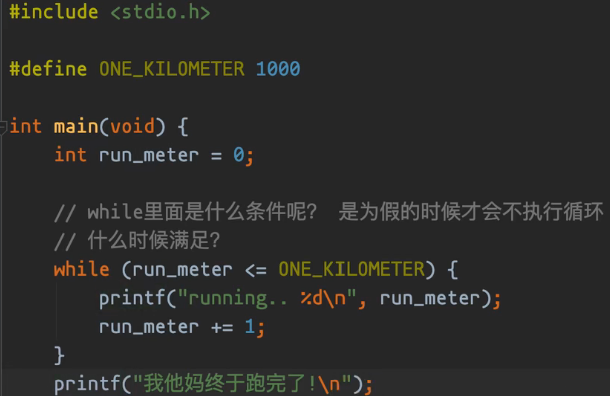 #include <stdio.h>
#define ONE_KILOMETER 1000
int main(void) {
int run_meter = 0;
// while里面是什么条件呢? 是为假的时候才会不执行循环
// 什么时候满足?
while (run_meter <= ONE_KILOMETER) {
printf("running.. %d\n", run_meter);
run_meter += 1;
}
printf("我他妈终于跑完了!\n");